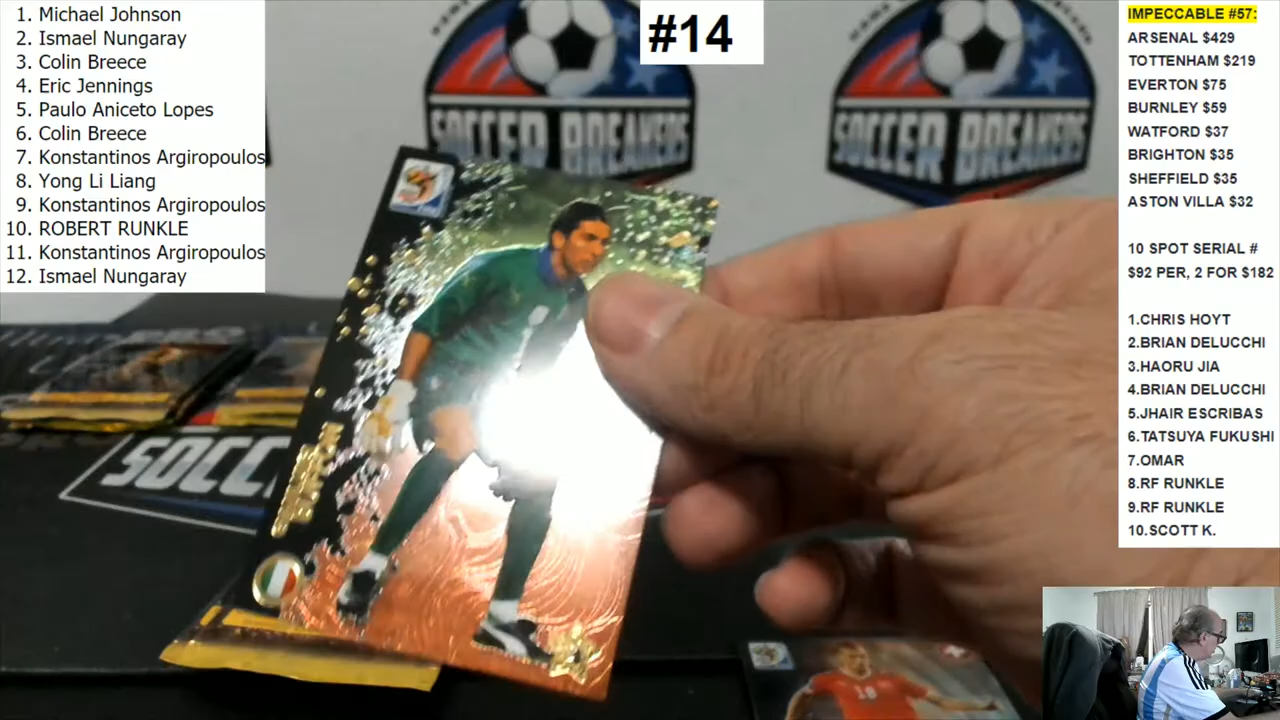 1. Michael Johnson
2. Ismael Nungaray
3. Colin Breece
4. Eric Jennings
5. Paulo Aniceto Lopes
6. Colin Breece
7. Konstantinos Argiropoulos
8. Yong Li Liang
9. Konstantinos Argiropoulos
10. ROBERT RUNKLE
11. Konstantinos Argiropoulos
12. Ismael Nungaray
#14
SOCCER BREAKERS
SOCCER BREAKERS
IMPECCABLE #57:
ARSENAL $429
TOTTENHAM $219
EVERTON $75
BURNLEY $59
WATFORD $37
BRIGHTON $35
SHEFFIELD $35
ASTON VILLA $32
10 SPOT SERIAL #
$92 PER, 2 FOR $182
1.CHRIS HOYT
2.BRIAN DELUCCHI
3.HAORU JIA
4.BRIAN DELUCCHI
5.JHAIR ESCRIBAS
6.TATSUYA FUKUSHI
7.OMAR
8.RF RUNKLE
9.RF RUNKLE
10.SCOTT K.
SOCC
18